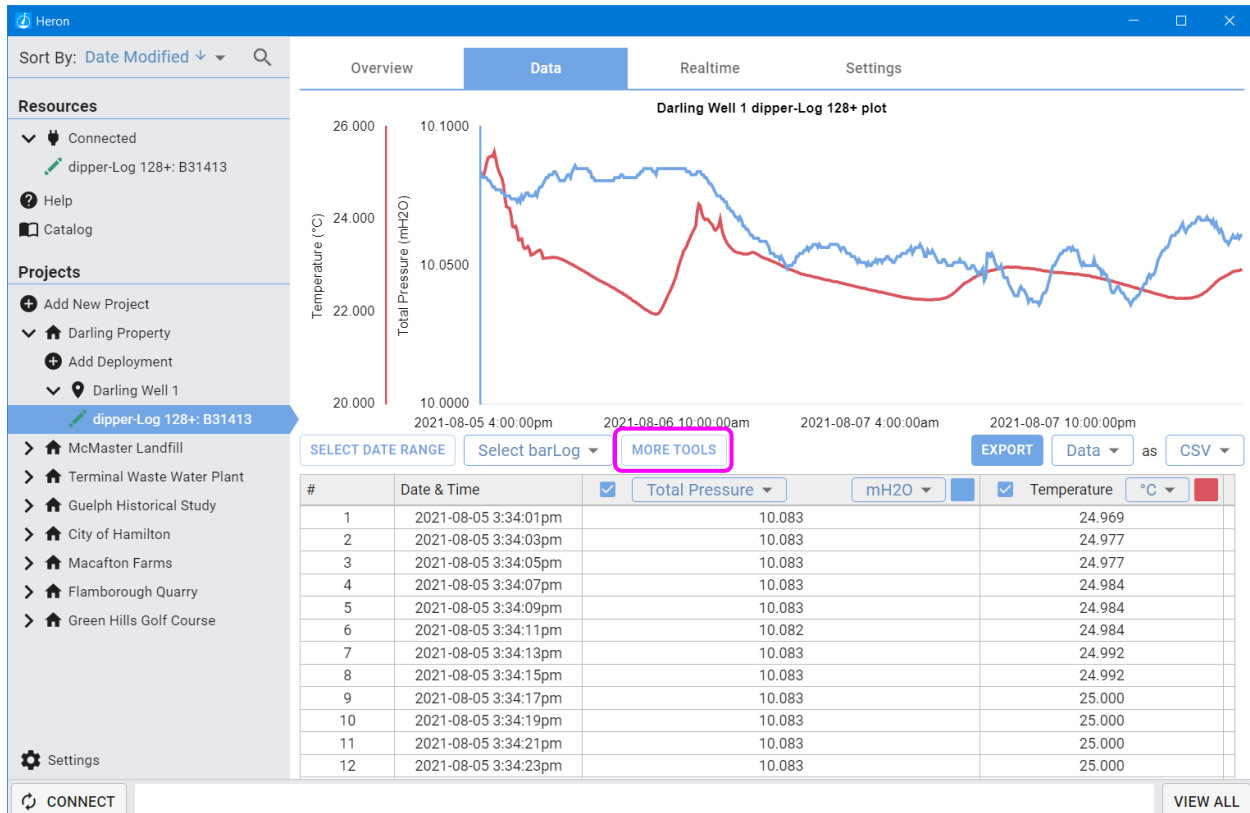 Heron
Sort By: Date Modified
Resources
Connected
dipper-Log 128+: B31413
Help
Catalog
Projects
Add New Project
Darling Property
Add Deployment
Darling Well 1
dipper-Log 128+: B31413
McMaster Landfill
Terminal Waste Water Plant
Guelph Historical Study
City of Hamilton
Macafton Farms
Flamborough Quarry
Green Hills Golf Course
Settings
CONNECT
Overview Data Realtime Settings
Darling Well 1 dipper-Log 128+ plot
Temperature (°C)
26.000
24.000
22.000
20.000
Total Pressure (mH2O)
10.1000
10.0500
10.0000
2021-08-05 4:00:00pm 2021-08-06 10:00:00am 2021-08-07 4:00:00am 2021-08-07 10:00:00pm
SELECT DATE RANGE Select barLog MORE TOOLS EXPORT Data as CSV
# Date & Time Total Pressure mH2O Temperature °C
1 2021-08-05 3:34:01pm 10.083 24.969
2 2021-08-05 3:34:03pm 10.083 24.977
3 2021-08-05 3:34:05pm 10.083 24.977
4 2021-08-05 3:34:07pm 10.083 24.984
5 2021-08-05 3:34:09pm 10.083 24.984
6 2021-08-05 3:34:11pm 10.082 24.984
7 2021-08-05 3:34:13pm 10.083 24.992
8 2021-08-05 3:34:15pm 10.083 24.992
9 2021-08-05 3:34:17pm 10.083 25.000
10 2021-08-05 3:34:19pm 10.083 25.000
11 2021-08-05 3:34:21pm 10.083 25.000
12 2021-08-05 3:34:23pm 10.083 25.000
VIEW ALL